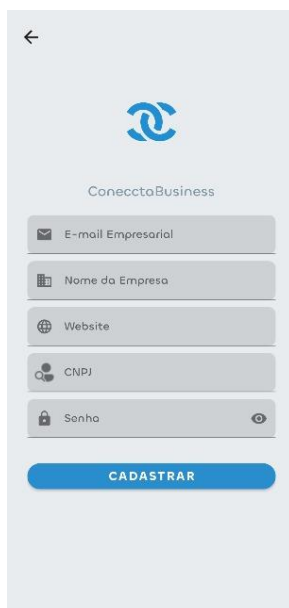 ConecctaBusiness
E-mail Empresarial
Nome da Empresa
Website
CNPJ
Senha
CADASTRAR